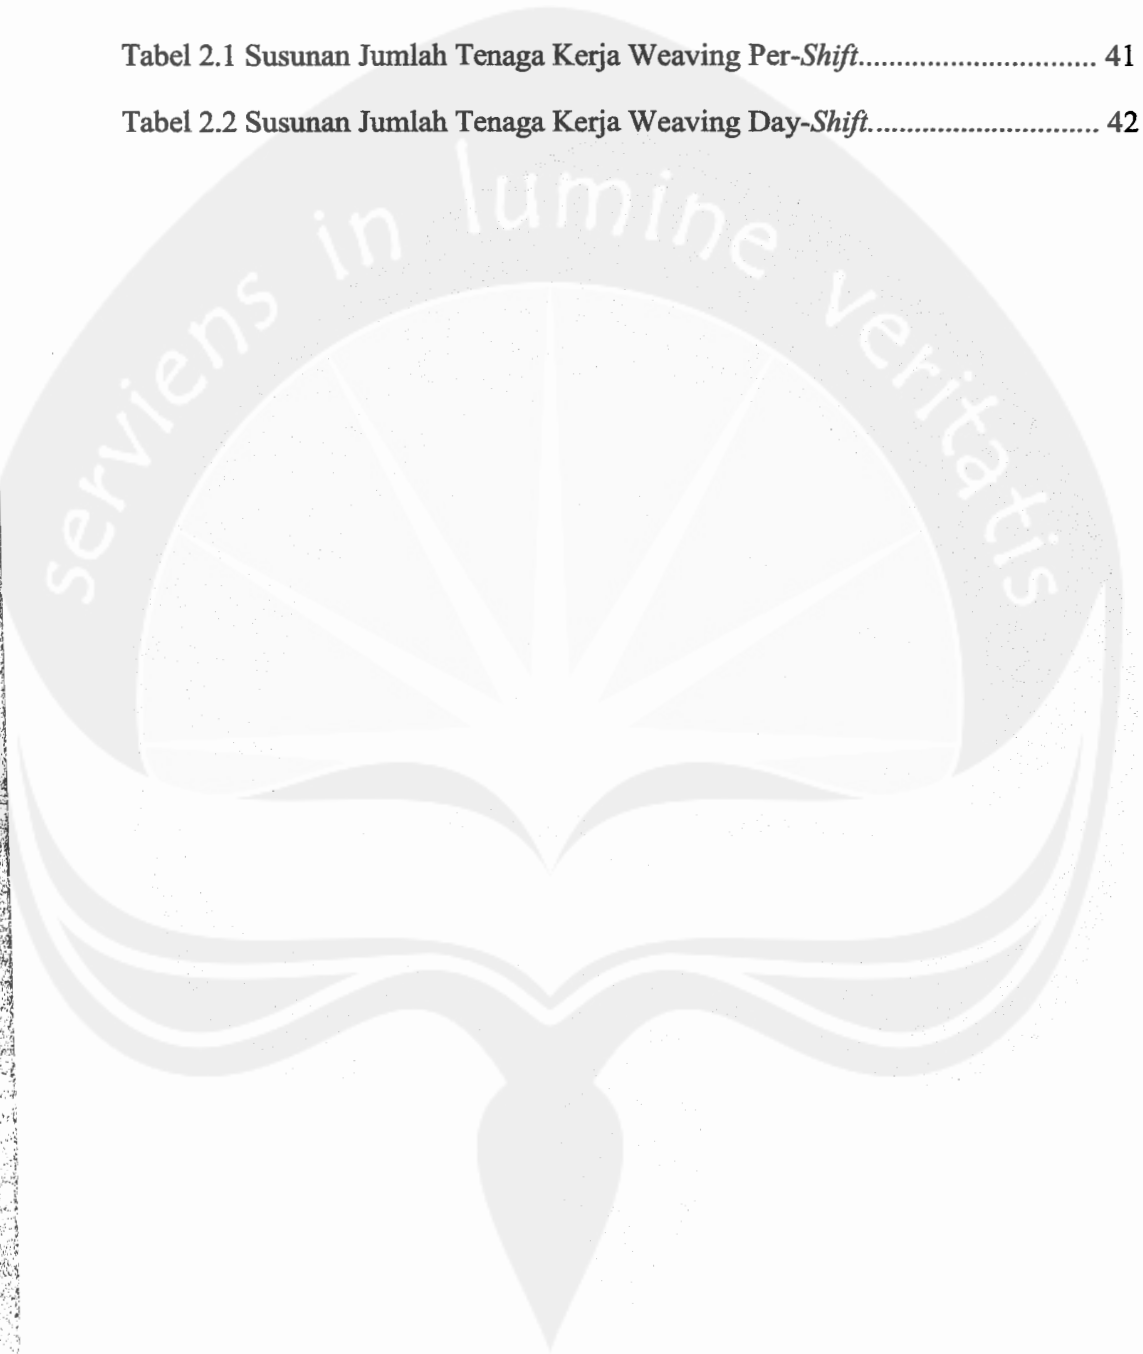 Tabel 2.1 Susunan Jumlah Tenaga Kerja Weaving Per-Shift............................... 41
Tabel 2.2 Susunan Jumlah Tenaga Kerja Weaving Day-Shift.............................. 42
serviens in lumine veritatis